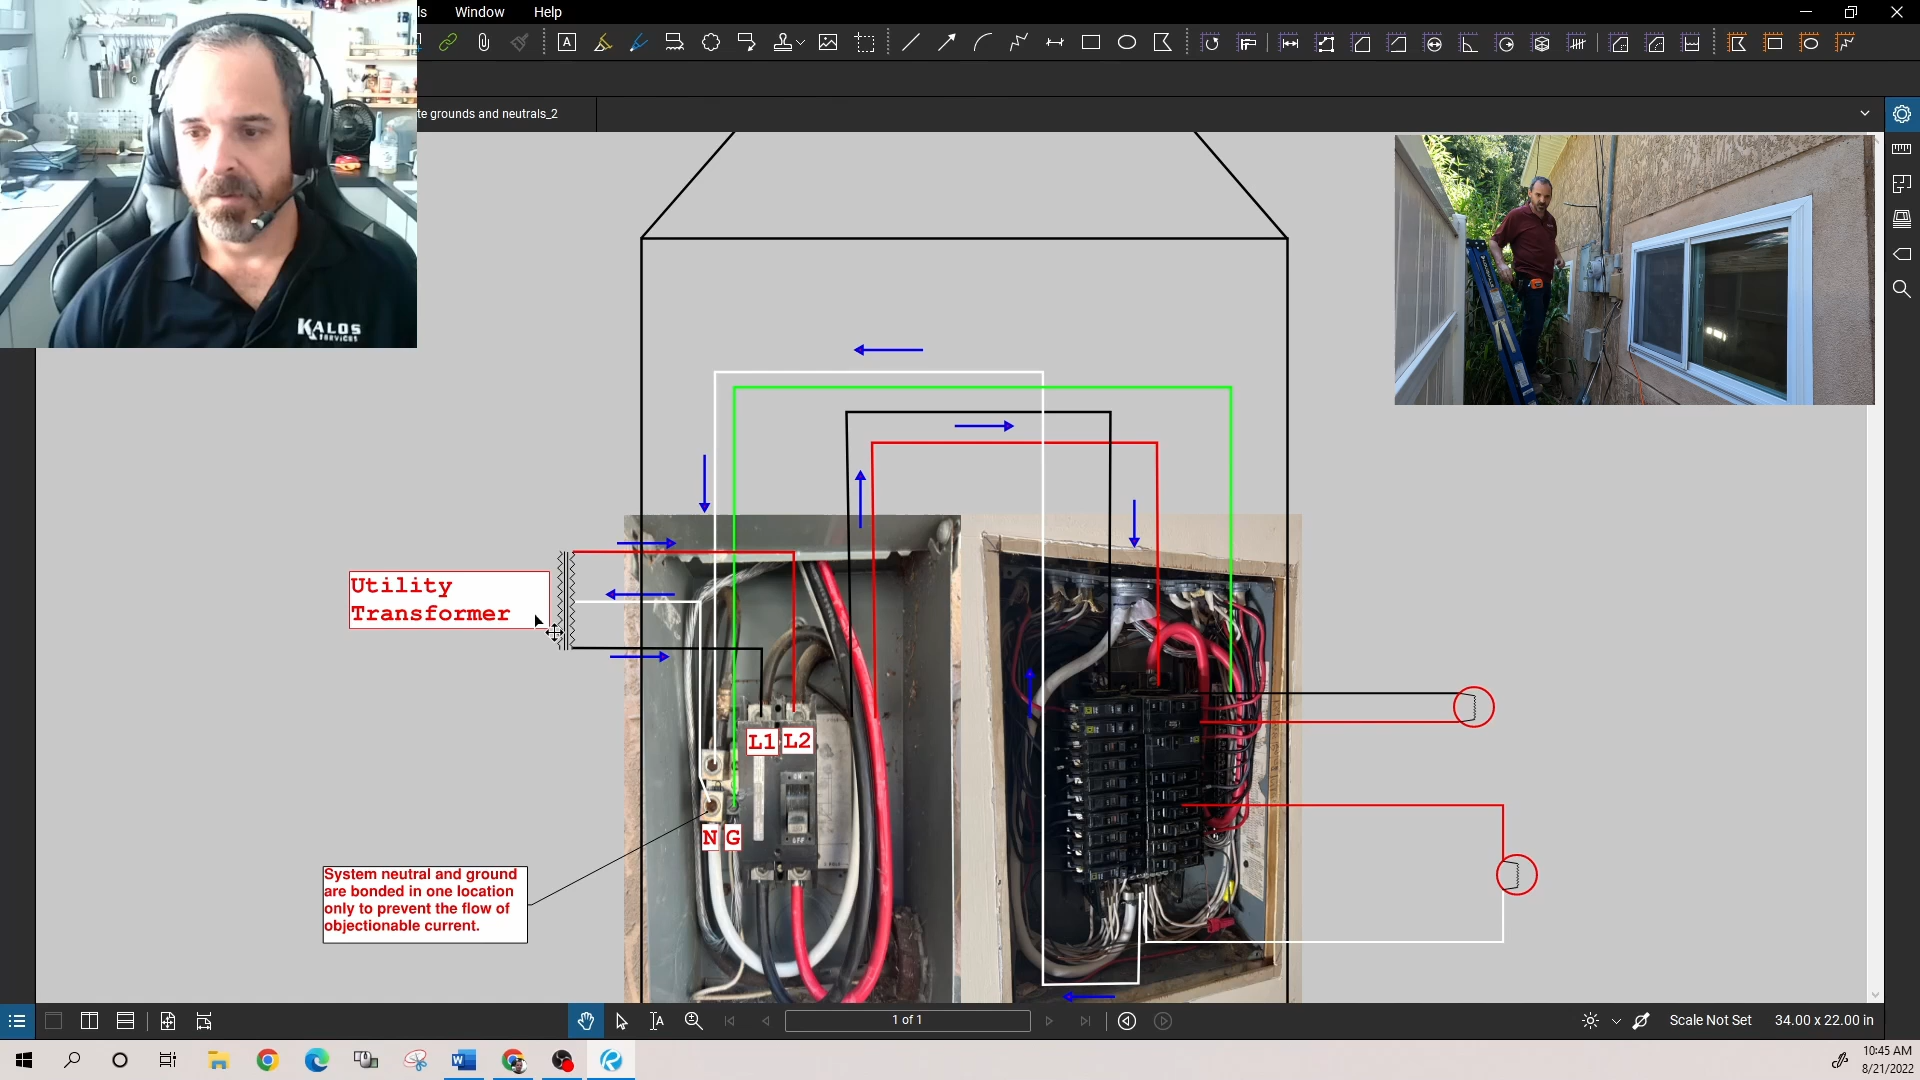 ls Window Help
te grounds and neutrals_2
KALOS
SERVICES
Utility
Transformer
L1 L2
N G
System neutral and ground
are bonded in one location
only to prevent the flow of
objectionable current.
1 of 1
Scale Not Set
34.00 x 22.00 in
10:45 AM
8/21/2022